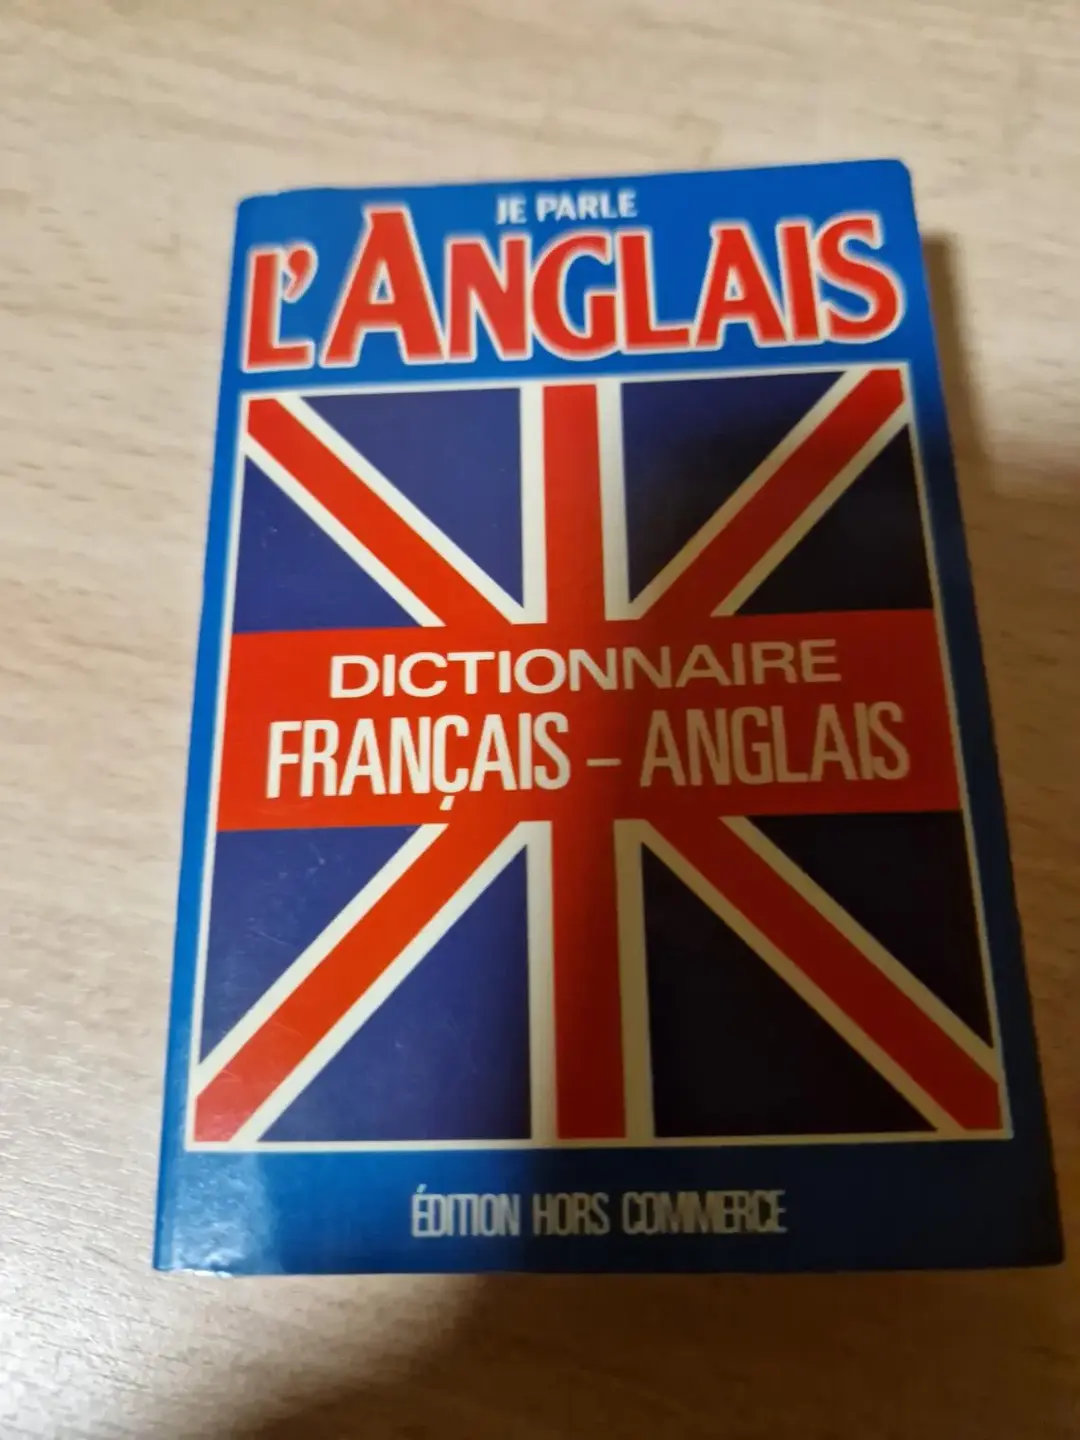 JE PARLE
L'ANGLAIS
DICTIONNAIRE
FRANÇAIS - ANGLAIS
ÉDITION HORS COMMERCE